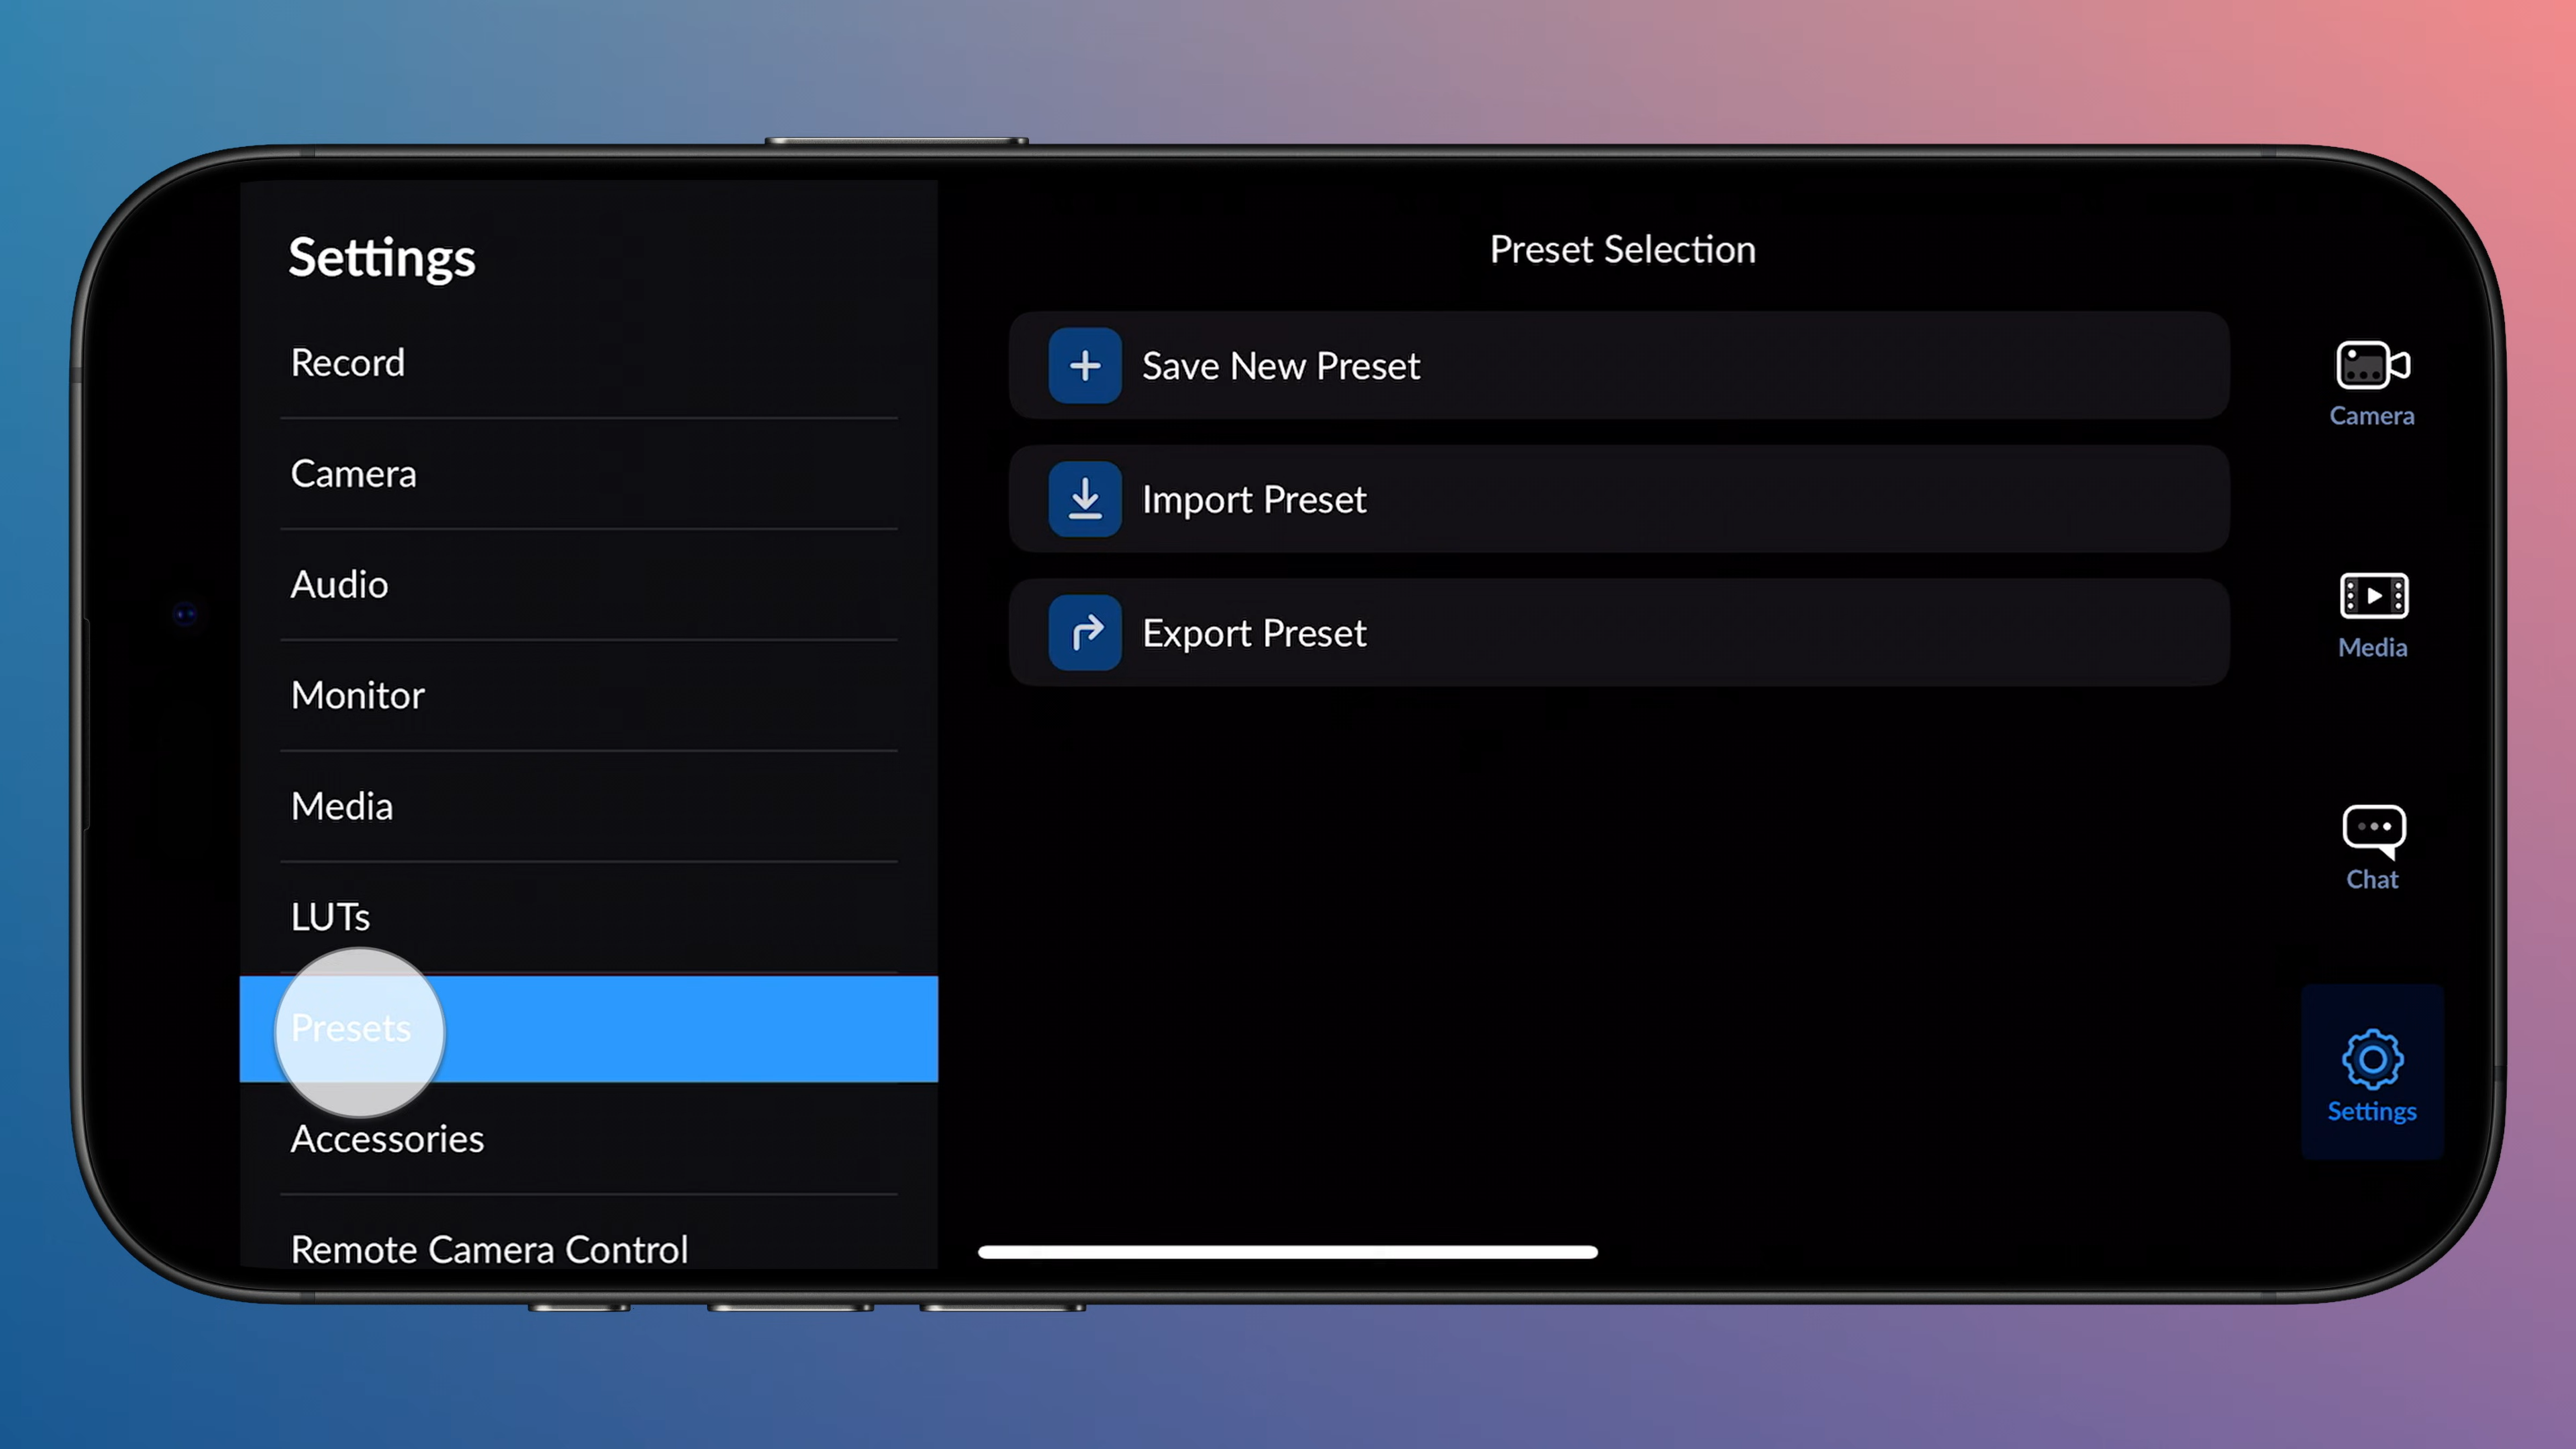 Settings
Record
Camera
Audio
Monitor
Media
LUTs
Presets
Accessories
Remote Camera Control
Preset Selection
Save New Preset
Import Preset
Export Preset
Camera
Media
Chat
Settings